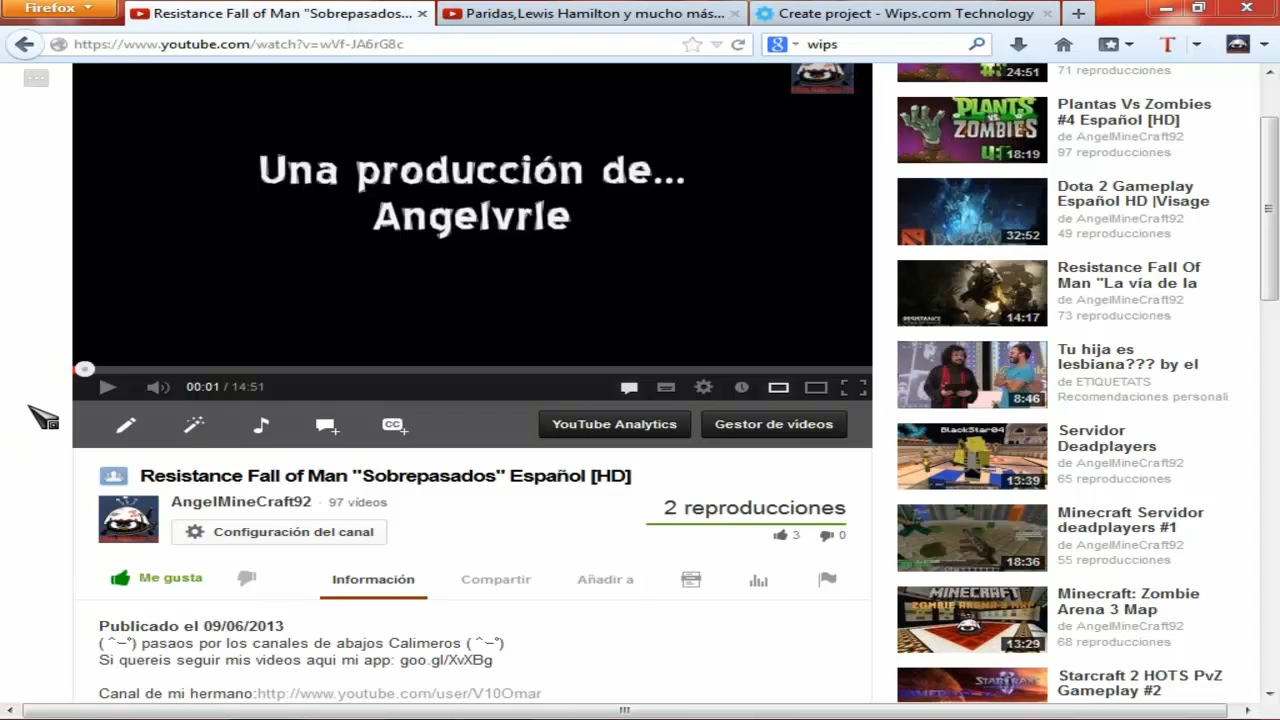 Firefox
Resistance Fall of Man "Sobrepasados...
Paridas,Lewis Hamilton y mucho más...
Create project - Wips.com Technology
https://www.youtube.com/watch?v=wVf-JA6rG8c
wips
Una producción de...
Angelvrle
00:01 / 14:51
YouTube Analytics
Gestor de vídeos
Resistance Fall of Man "Sobrepasados" Español [HD]
AngelMineCraft92 · 97 vídeos
Configuración del canal
2 reproducciones
3
0
Me gusta
Información
Compartir
Añadir a
Publicado el 09/06/2013
(ˆ⌣ˆ) pasaos por los canales de abajos Calimeros (ˆ⌣ˆ)
Si quereis seguir mis videos aqui mi app: goo.gl/XvXBg
Canal de mi hermano:http://www.youtube.com/user/V10Omar
24:51
71 reproducciones
PLANTS VS ZOMBIES
18:19
Plantas Vs Zombies
#4 Español [HD]
de AngelMineCraft92
97 reproducciones
32:52
Dota 2 Gameplay
Español HD |Visage
de AngelMineCraft92
49 reproducciones
RESISTANCE
14:17
Resistance Fall Of
Man "La vía de la
de AngelMineCraft92
73 reproducciones
8:46
Tu hija es
lesbiana??? by el
de ETIQUETATS
Recomendaciones personali
BlackStar04
13:39
Servidor
Deadplayers
de AngelMineCraft92
65 reproducciones
18:36
Minecraft Servidor
deadplayers #1
de AngelMineCraft92
55 reproducciones
MINECRAFT
ZOMBIE ARENA 3 MAP
13:29
Minecraft: Zombie
Arena 3 Map
de AngelMineCraft92
68 reproducciones
STARCRAFT
Starcraft 2 HOTS PvZ
Gameplay #2